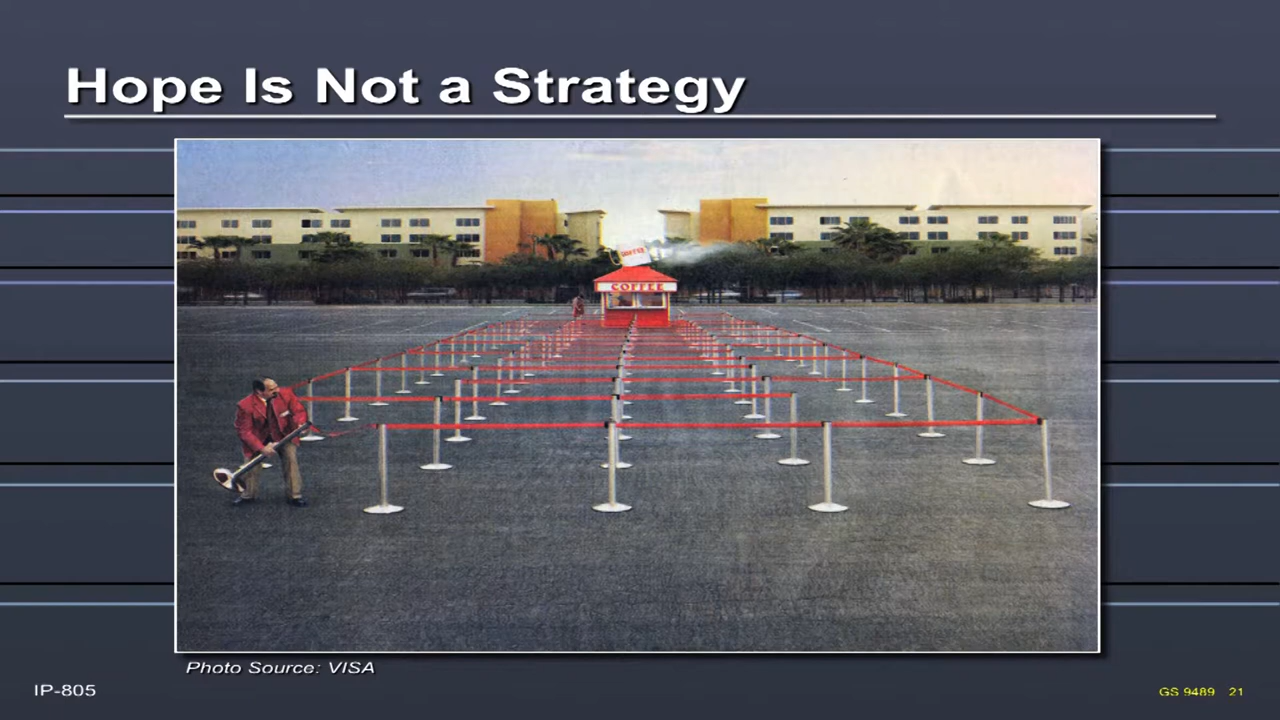 Hope Is Not a Strategy
COFFEE
Photo Source: VISA
IP-805
GS 9489 21